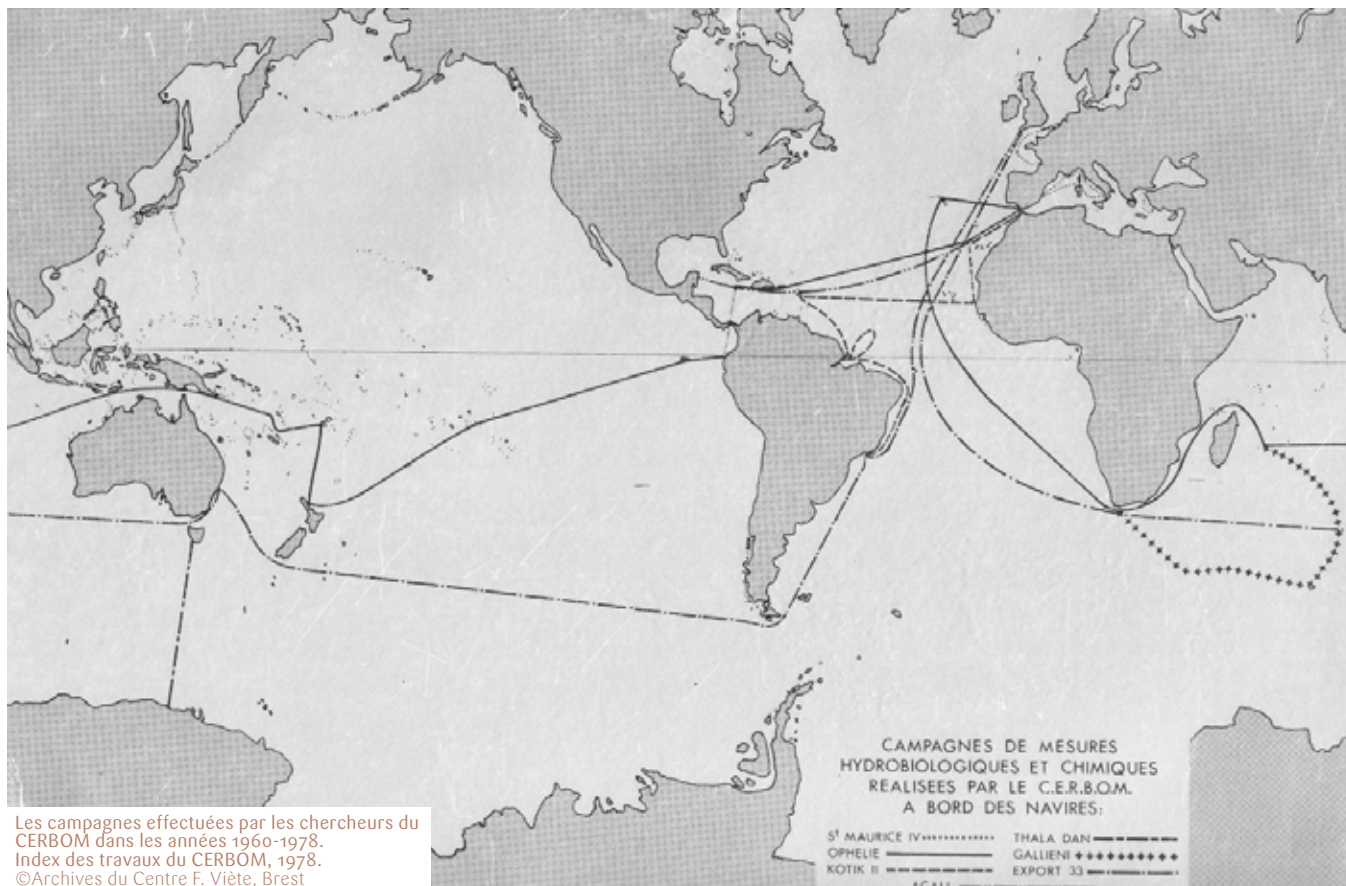 CAMPAGNES DE MESURES
HYDROBIOLOGIQUES ET CHIMIQUES
REALISEES PAR LE C.E.R.B.O.M.
A BORD DES NAVIRES:
St MAURICE IV
OPHELIE
KOTIK II
THALA DAN
GALLIENI
EXPORT 33
Les campagnes effectuées par les chercheurs du
CERBOM dans les années 1960-1978.
Index des travaux du CERBOM, 1978.
©Archives du Centre F. Viète, Brest